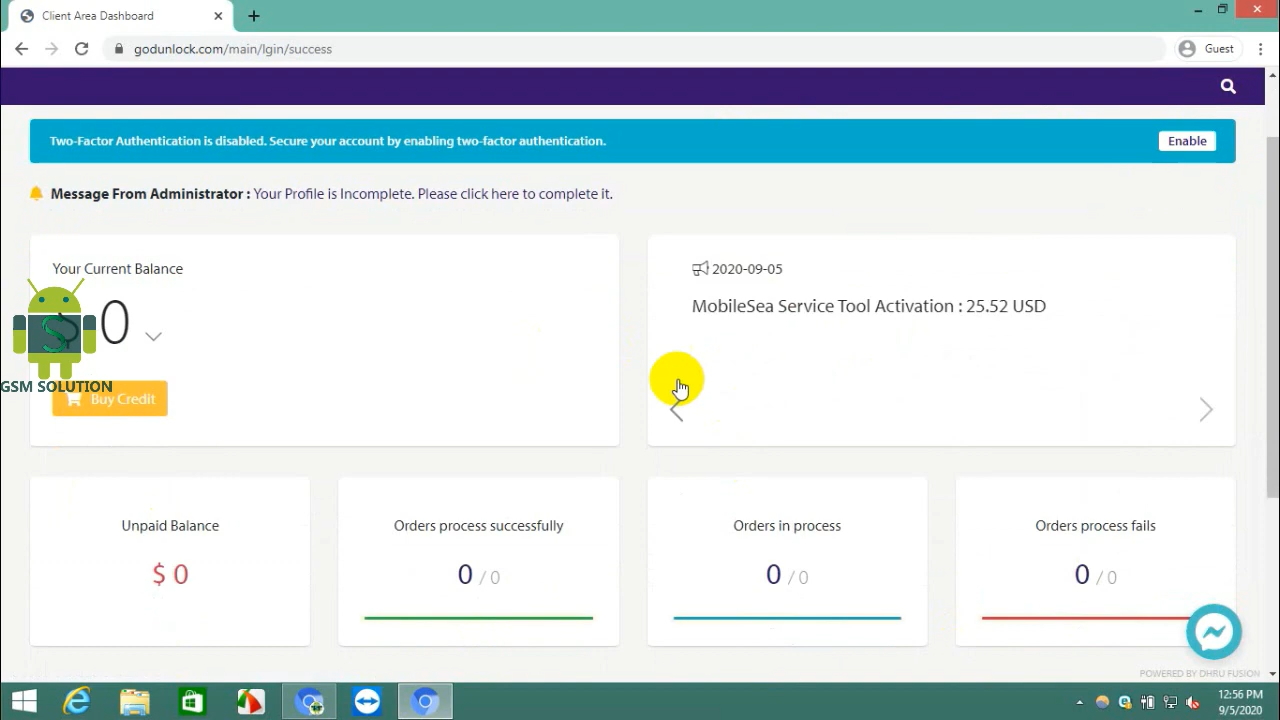 Client Area Dashboard
godunlock.com/main/lgin/success
Guest
Two-Factor Authentication is disabled. Secure your account by enabling two-factor authentication.
Enable
Message From Administrator : Your Profile is Incomplete. Please click here to complete it.
Your Current Balance
0
GSM SOLUTION
Buy Credit
2020-09-05
MobileSea Service Tool Activation : 25.52 USD
Unpaid Balance
$ 0
Orders process successfully
0 / 0
Orders in process
0 / 0
Orders process fails
0 / 0
POWERED BY DHRU FUSION
12:56 PM
9/5/2020